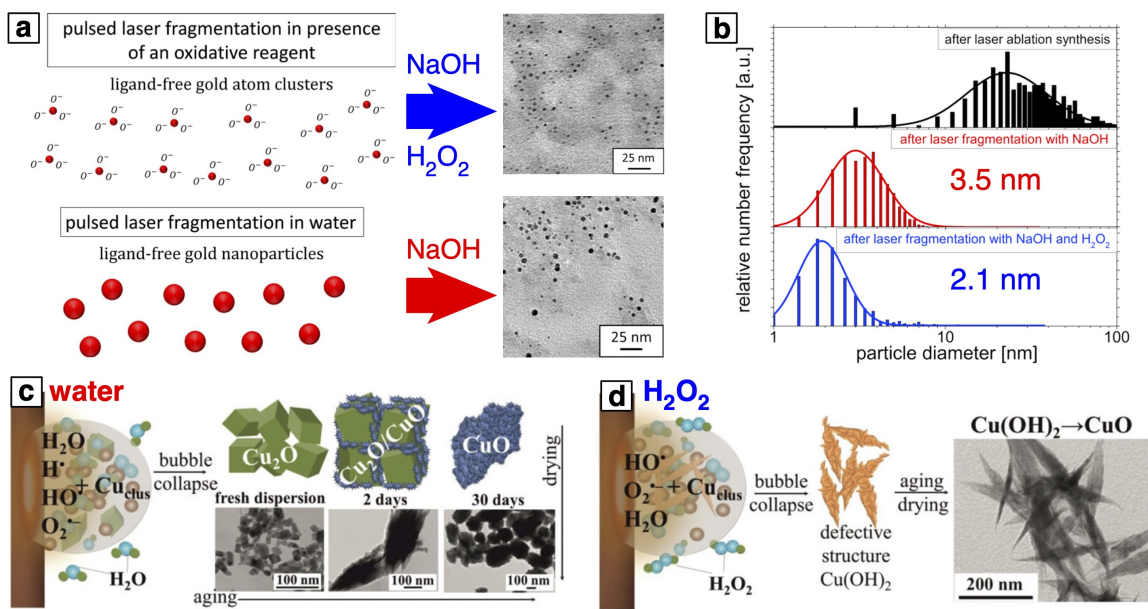 a
pulsed laser fragmentation in presence
of an oxidative reagent
ligand-free gold atom clusters
O⁻ O⁻ O⁻ O⁻ O⁻
O⁻ O⁻ O⁻ O⁻ O⁻ O⁻ O⁻ O⁻ O⁻ O⁻
O⁻ O⁻ O⁻ O⁻ O⁻ O⁻ O⁻
O⁻ O⁻ O⁻ O⁻ O⁻ O⁻ O⁻ O⁻ O⁻ O⁻ O⁻ O⁻ O⁻ O⁻
NaOH
H₂O₂
25 nm
pulsed laser fragmentation in water
ligand-free gold nanoparticles
NaOH
25 nm
b
relative number frequency [a.u.]
after laser ablation synthesis
after laser fragmentation with NaOH
3.5 nm
after laser fragmentation with NaOH and H₂O₂
2.1 nm
1 10 100
particle diameter [nm]
c water
H₂O
H•
HO•
O₂•⁻
+ Cu_clus
H₂O
bubble
collapse
Cu₂O
Cu₂O/CuO
CuO
fresh dispersion 2 days 30 days
100 nm
100 nm
100 nm
aging
drying
d H₂O₂
HO•
O₂•⁻ + Cu_clus
H₂O
H₂O₂
bubble
collapse
defective
structure
Cu(OH)₂
aging
drying
Cu(OH)₂→CuO
200 nm